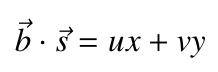 b⃗ · s⃗ = ux + vy